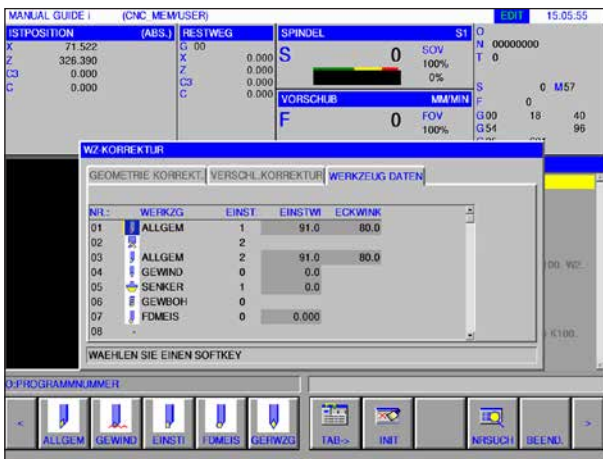 MANUAL GUIDE i (CNC_MEM/USER) EDIT 15.05.55
ISTPOSITION (ABS.) RESTWEG SPINDEL S1 O
X 71.522 G 00 N 00000000
Z 326.390 X 0.000 S 0 SOV 100% T 0
C3 0.000 Z 0.000 0%
C 0.000 C3 0.000 S 0 M57
C 0.000 VORSCHUB MM/MIN F 0
F 0 FOV 100% G00 18 40
G54 96
WZ-KORREKTUR
GEOMETRIE KORREKT. VERSCHL.KORREKTUR WERKZEUG DATEN
NR.: WERKZG EINST. EINSTWI ECKWINK
01 ALLGEM 1 91.0 80.0
02 2
03 ALLGEM 2 91.0 80.0
04 GEWIND 0 0.0
05 SENKER 1 0.0
06 GEWBOH 0
07 FDMEIS 0 0.000
08 -
WAEHLEN SIE EINEN SOFTKEY
O:PROGRAMMNUMMER
< ALLGEM GEWIND EINSTI FDMEIS GERWZG TAB-> INIT NRSUCH BEEND. >